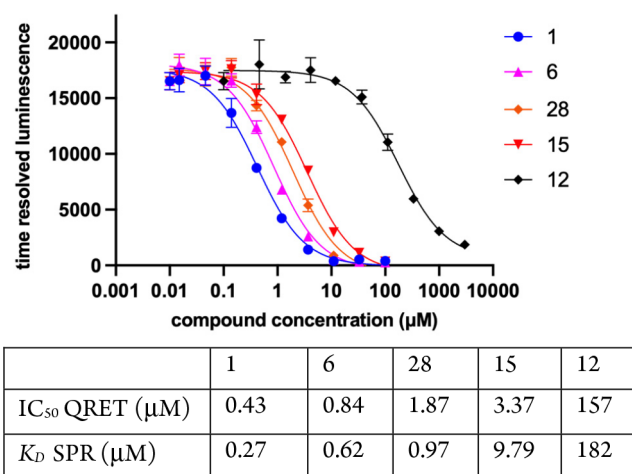 20000
15000
10000
5000
0
time resolved luminescence
0.001 0.01 0.1 1 10 100 1000 10000
compound concentration (µM)
1
6
28
15
12
1 6 28 15 12
IC₅₀ QRET (µM) 0.43 0.84 1.87 3.37 157
K_D SPR (µM) 0.27 0.62 0.97 9.79 182